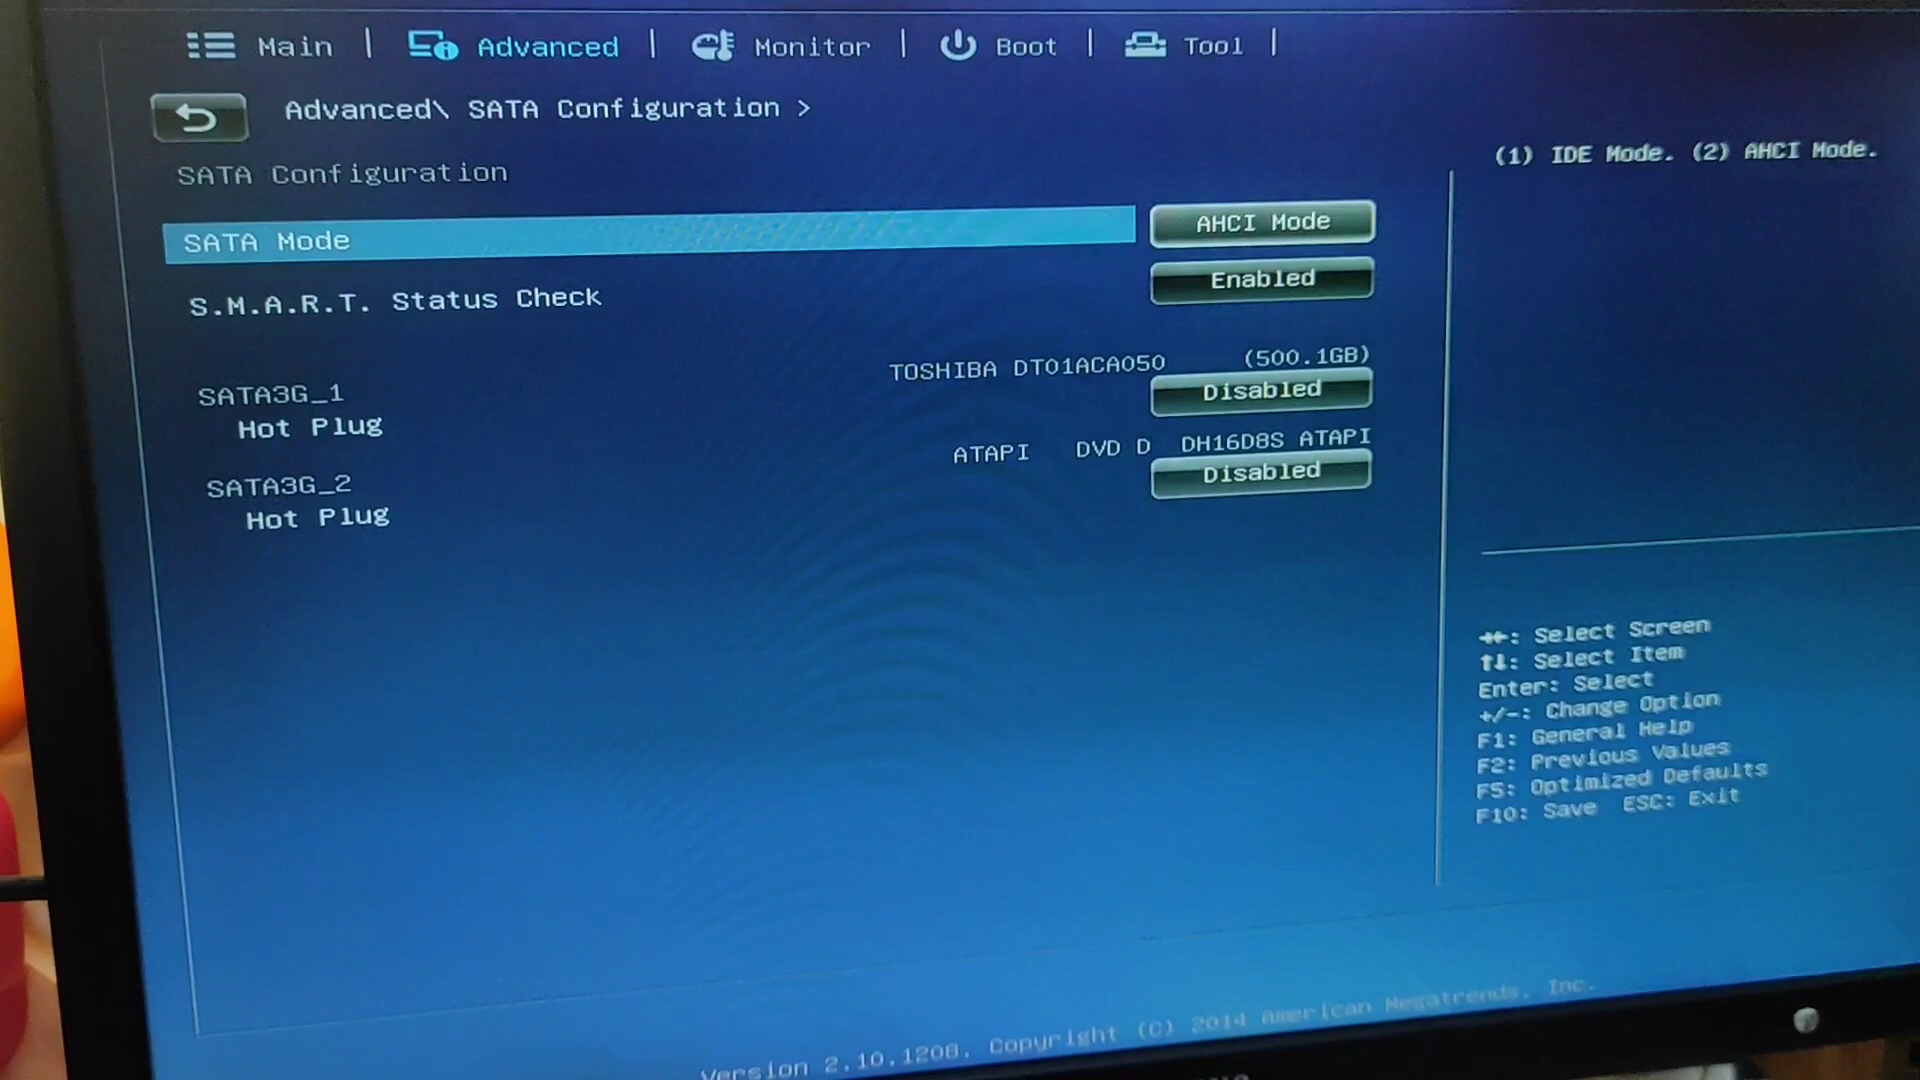 Main | Advanced | Monitor | Boot | Tool |
Advanced\ SATA Configuration >
(1) IDE Mode. (2) AHCI Mode.
SATA Configuration
SATA Mode AHCI Mode
S.M.A.R.T. Status Check Enabled
SATA3G_1 TOSHIBA DT01ACA050 (500.1GB)
Hot Plug Disabled
SATA3G_2 ATAPI DVD D DH16D8S ATAPI
Hot Plug Disabled
→←: Select Screen
↑↓: Select Item
Enter: Select
+/-: Change Option
F1: General Help
F2: Previous Values
F5: Optimized Defaults
F10: Save ESC: Exit
Version 2.10.1208. Copyright (C) 2014 American Megatrends, Inc.